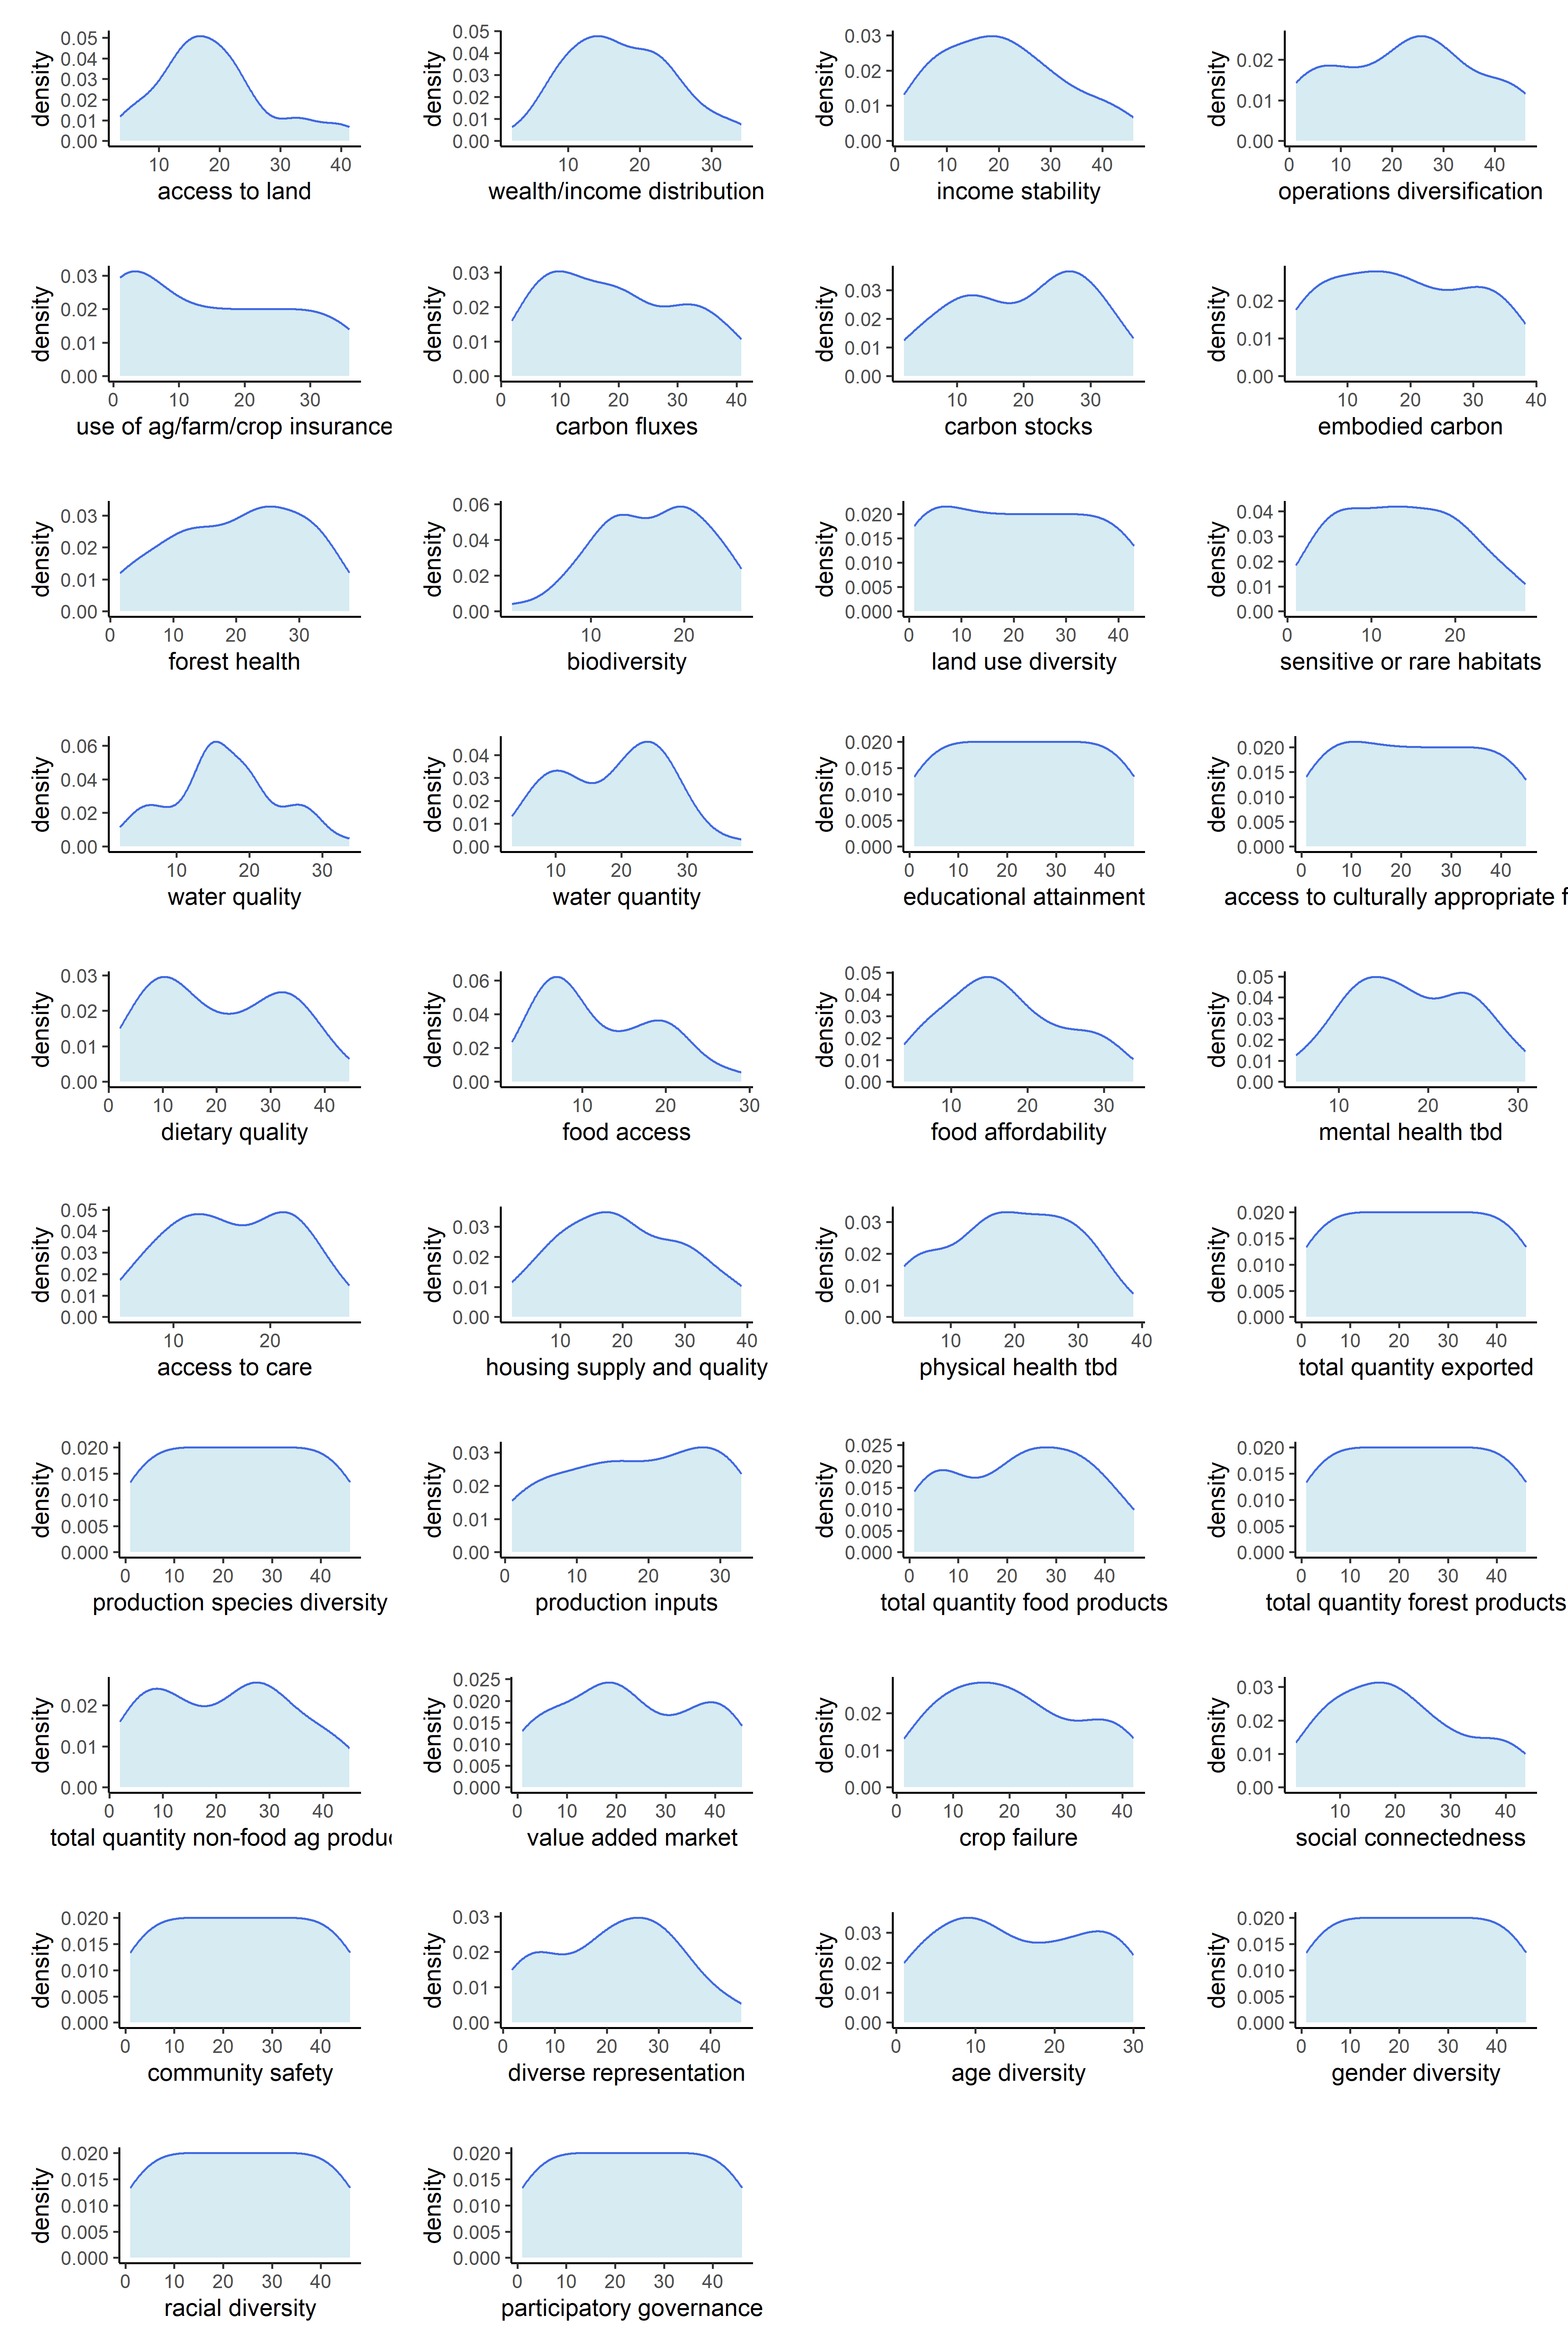 density
0.05
0.04
0.03
0.02
0.01
0.00
10 20 30 40
access to land
density
0.05
0.04
0.03
0.02
0.01
0.00
10 20 30
wealth/income distribution
density
0.03
0.02
0.01
0.00
0 10 20 30 40
income stability
density
0.02
0.01
0.00
0 10 20 30 40
operations diversification
density
0.03
0.02
0.01
0.00
0 10 20 30
use of ag/farm/crop insurance
density
0.03
0.02
0.01
0.00
0 10 20 30 40
carbon fluxes
density
0.03
0.02
0.01
0.00
10 20 30
carbon stocks
density
0.02
0.01
0.00
10 20 30 40
embodied carbon
density
0.03
0.02
0.01
0.00
0 10 20 30
forest health
density
0.06
0.04
0.02
0.00
10 20
biodiversity
density
0.020
0.015
0.010
0.005
0.000
0 10 20 30 40
land use diversity
density
0.04
0.03
0.02
0.01
0.00
0 10 20
sensitive or rare habitats
density
0.06
0.04
0.02
0.00
10 20 30
water quality
density
0.04
0.03
0.02
0.01
0.00
10 20 30
water quantity
density
0.020
0.015
0.010
0.005
0.000
0 10 20 30 40
educational attainment
density
0.020
0.015
0.010
0.005
0.000
0 10 20 30 40
access to culturally appropriate f
density
0.03
0.02
0.01
0.00
0 10 20 30 40
dietary quality
density
0.06
0.04
0.02
0.00
10 20 30
food access
density
0.05
0.04
0.03
0.02
0.01
0.00
10 20 30
food affordability
density
0.05
0.04
0.03
0.02
0.01
0.00
10 20 30
mental health tbd
density
0.05
0.04
0.03
0.02
0.01
0.00
10 20
access to care
density
0.03
0.02
0.01
0.00
10 20 30 40
housing supply and quality
density
0.03
0.02
0.01
0.00
10 20 30 40
physical health tbd
density
0.020
0.015
0.010
0.005
0.000
0 10 20 30 40
total quantity exported
density
0.020
0.015
0.010
0.005
0.000
0 10 20 30 40
production species diversity
density
0.03
0.02
0.01
0.00
0 10 20 30
production inputs
density
0.025
0.020
0.015
0.010
0.005
0.000
0 10 20 30 40
total quantity food products
density
0.020
0.015
0.010
0.005
0.000
0 10 20 30 40
total quantity forest products
density
0.02
0.01
0.00
0 10 20 30 40
total quantity non-food ag produc
density
0.025
0.020
0.015
0.010
0.005
0.000
0 10 20 30 40
value added market
density
0.02
0.01
0.00
0 10 20 30 40
crop failure
density
0.03
0.02
0.01
0.00
10 20 30 40
social connectedness
density
0.020
0.015
0.010
0.005
0.000
0 10 20 30 40
community safety
density
0.03
0.02
0.01
0.00
0 10 20 30 40
diverse representation
density
0.03
0.02
0.01
0.00
0 10 20 30
age diversity
density
0.020
0.015
0.010
0.005
0.000
0 10 20 30 40
gender diversity
density
0.020
0.015
0.010
0.005
0.000
0 10 20 30 40
racial diversity
density
0.020
0.015
0.010
0.005
0.000
0 10 20 30 40
participatory governance